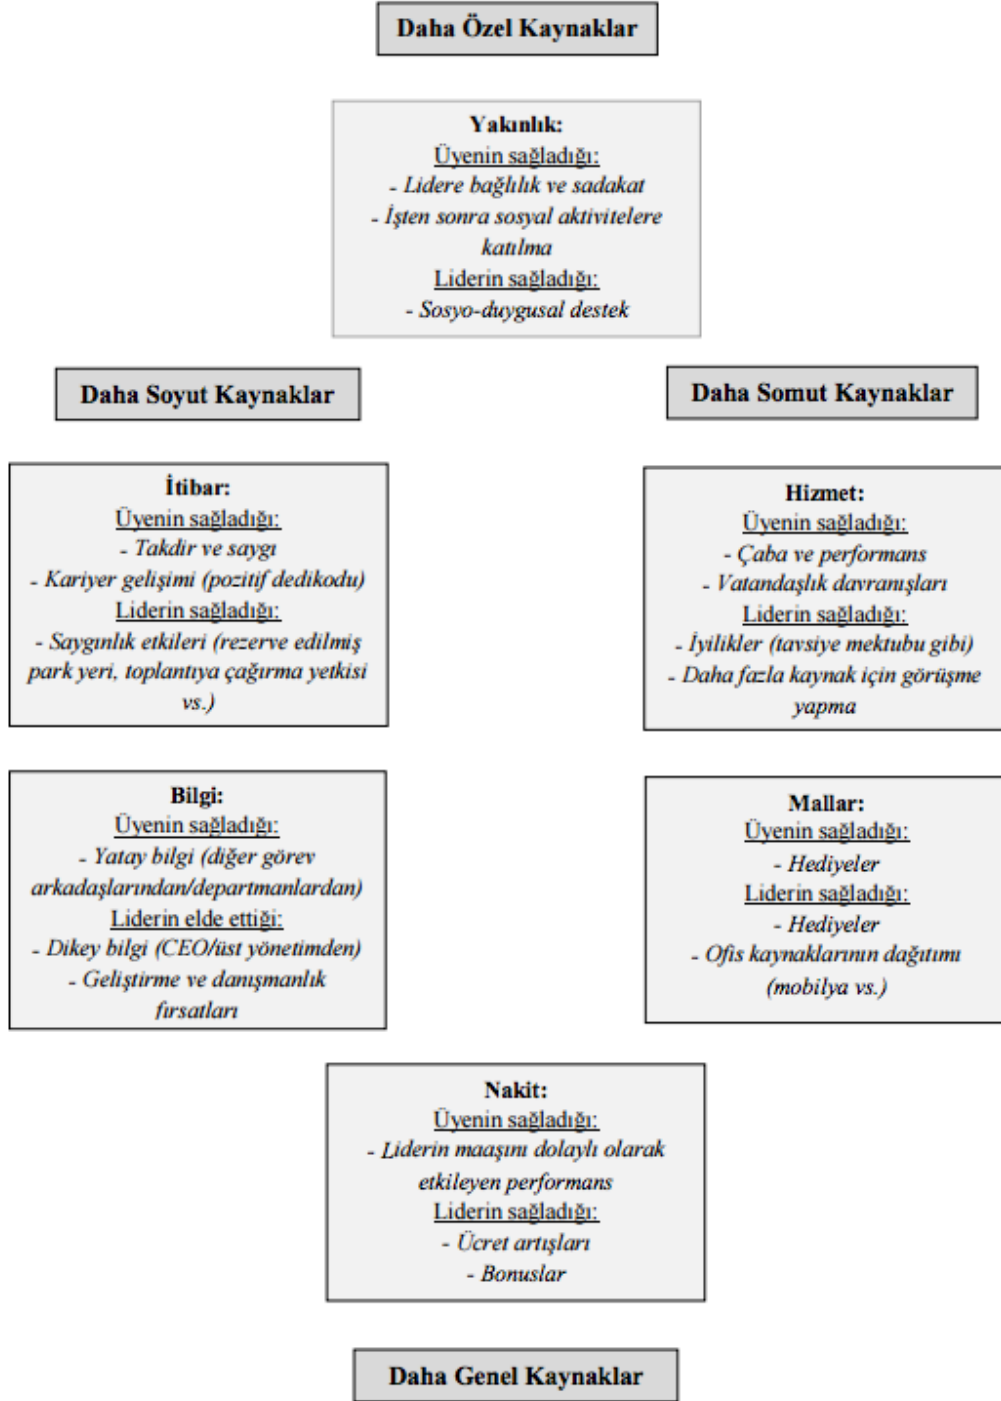 Daha Özel Kaynaklar
Yakınlık:
Üyenin sağladığı:
- Lidere bağlılık ve sadakat
- İşten sonra sosyal aktivitelere
katılma
Liderin sağladığı:
- Sosyo-duygusal destek
Daha Soyut Kaynaklar
Daha Somut Kaynaklar
İtibar:
Üyenin sağladığı:
- Takdir ve saygı
- Kariyer gelişimi (pozitif dedikodu)
Liderin sağladığı:
- Saygınlık etkileri (rezerve edilmiş
park yeri, toplantıya çağırma yetkisi
vs.)
Hizmet:
Üyenin sağladığı:
- Çaba ve performans
- Vatandaşlık davranışları
Liderin sağladığı:
- İyilikler (tavsiye mektubu gibi)
- Daha fazla kaynak için görüşme
yapma
Bilgi:
Üyenin sağladığı:
- Yatay bilgi (diğer görev
arkadaşlarından/departmanlardan)
Liderin elde ettiği:
- Dikey bilgi (CEO/üst yönetimden)
- Geliştirme ve danışmanlık
fırsatları
Mallar:
Üyenin sağladığı:
- Hediyeler
Liderin sağladığı:
- Hediyeler
- Ofis kaynaklarının dağıtımı
(mobilya vs.)
Nakit:
Üyenin sağladığı:
- Liderin maaşını dolaylı olarak
etkileyen performans
Liderin sağladığı:
- Ücret artışları
- Bonuslar
Daha Genel Kaynaklar